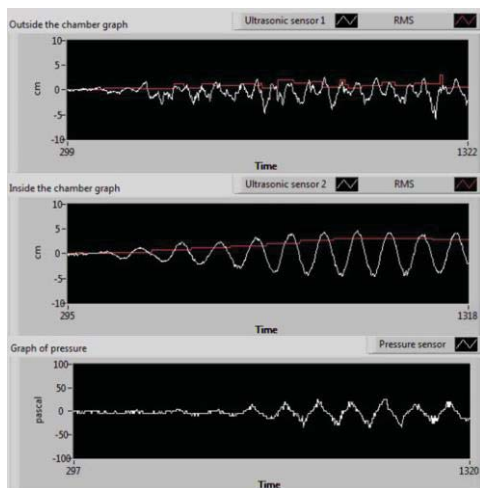 Outside the chamber graph Ultrasonic sensor 1 RMS
10
5
0
-5
-10
cm
299 1322
Time
Inside the chamber graph Ultrasonic sensor 2 RMS
10
5
0
-5
-10
cm
295 1318
Time
Graph of pressure Pressure sensor
100
50
0
-50
-100
pascal
297 1320
Time